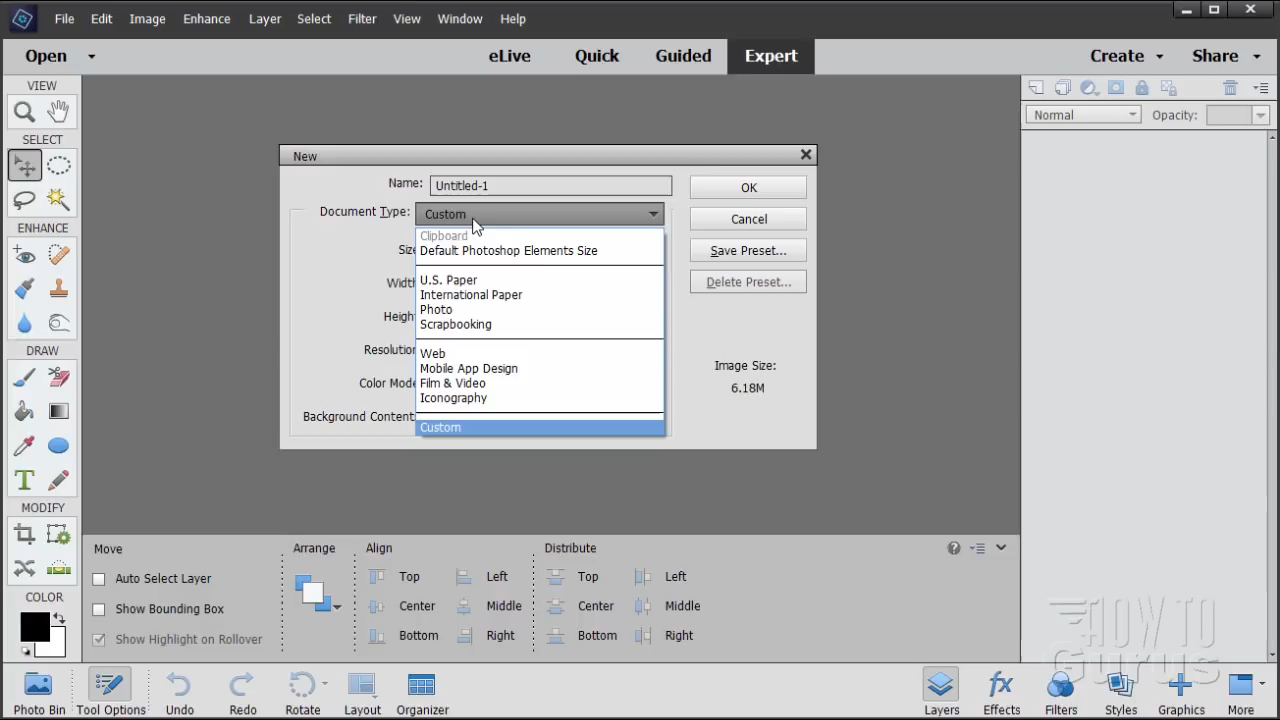 File Edit Image Enhance Layer Select Filter View Window Help
Open eLive Quick Guided Expert Create Share
VIEW
SELECT
ENHANCE
DRAW
MODIFY
COLOR
Normal Opacity:
New
Name: Untitled-1 OK
Document Type: Custom Cancel
Clipboard
Default Photoshop Elements Size
U.S. Paper
International Paper
Photo
Scrapbooking
Web
Mobile App Design
Film & Video
Iconography
Custom
Size
Width
Height
Resolution
Color Mode
Background Content
Save Preset...
Delete Preset...
Image Size:
6.18M
Move Arrange Align Distribute
Auto Select Layer Top Left Top Left
Show Bounding Box Center Middle Center Middle
Show Highlight on Rollover Bottom Right Bottom Right
HOW TO
Gurus
Photo Bin Tool Options Undo Redo Rotate Layout Organizer Layers Effects Filters Styles Graphics More